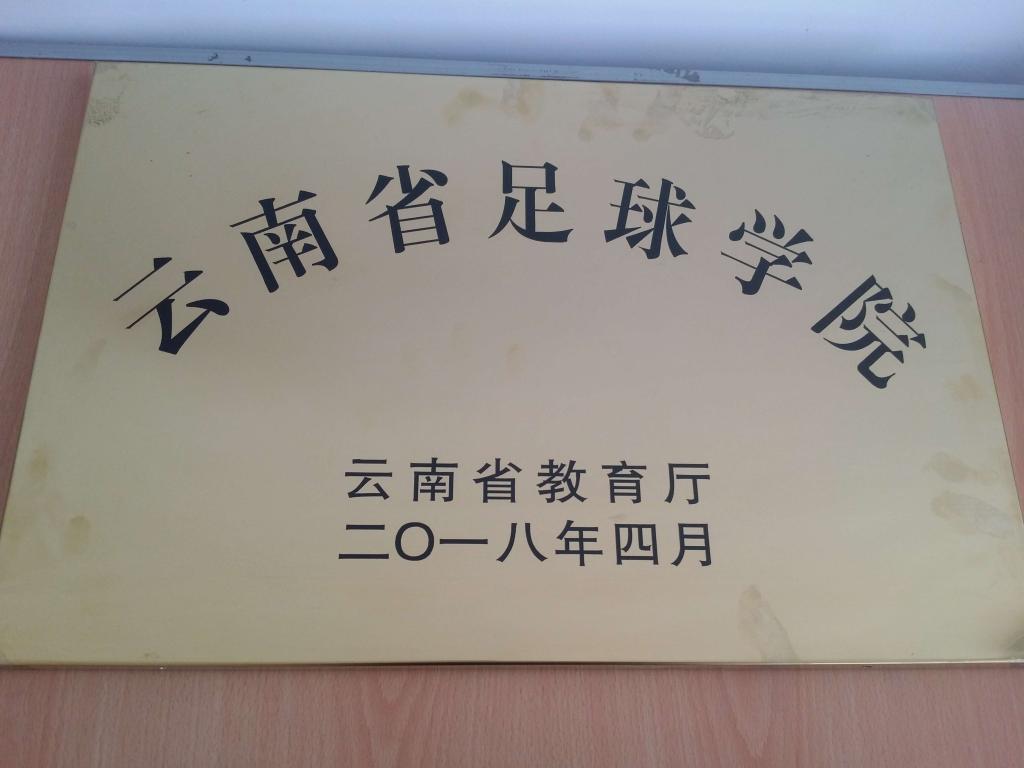 云南省足球学院
云南省教育厅
二〇一八年四月